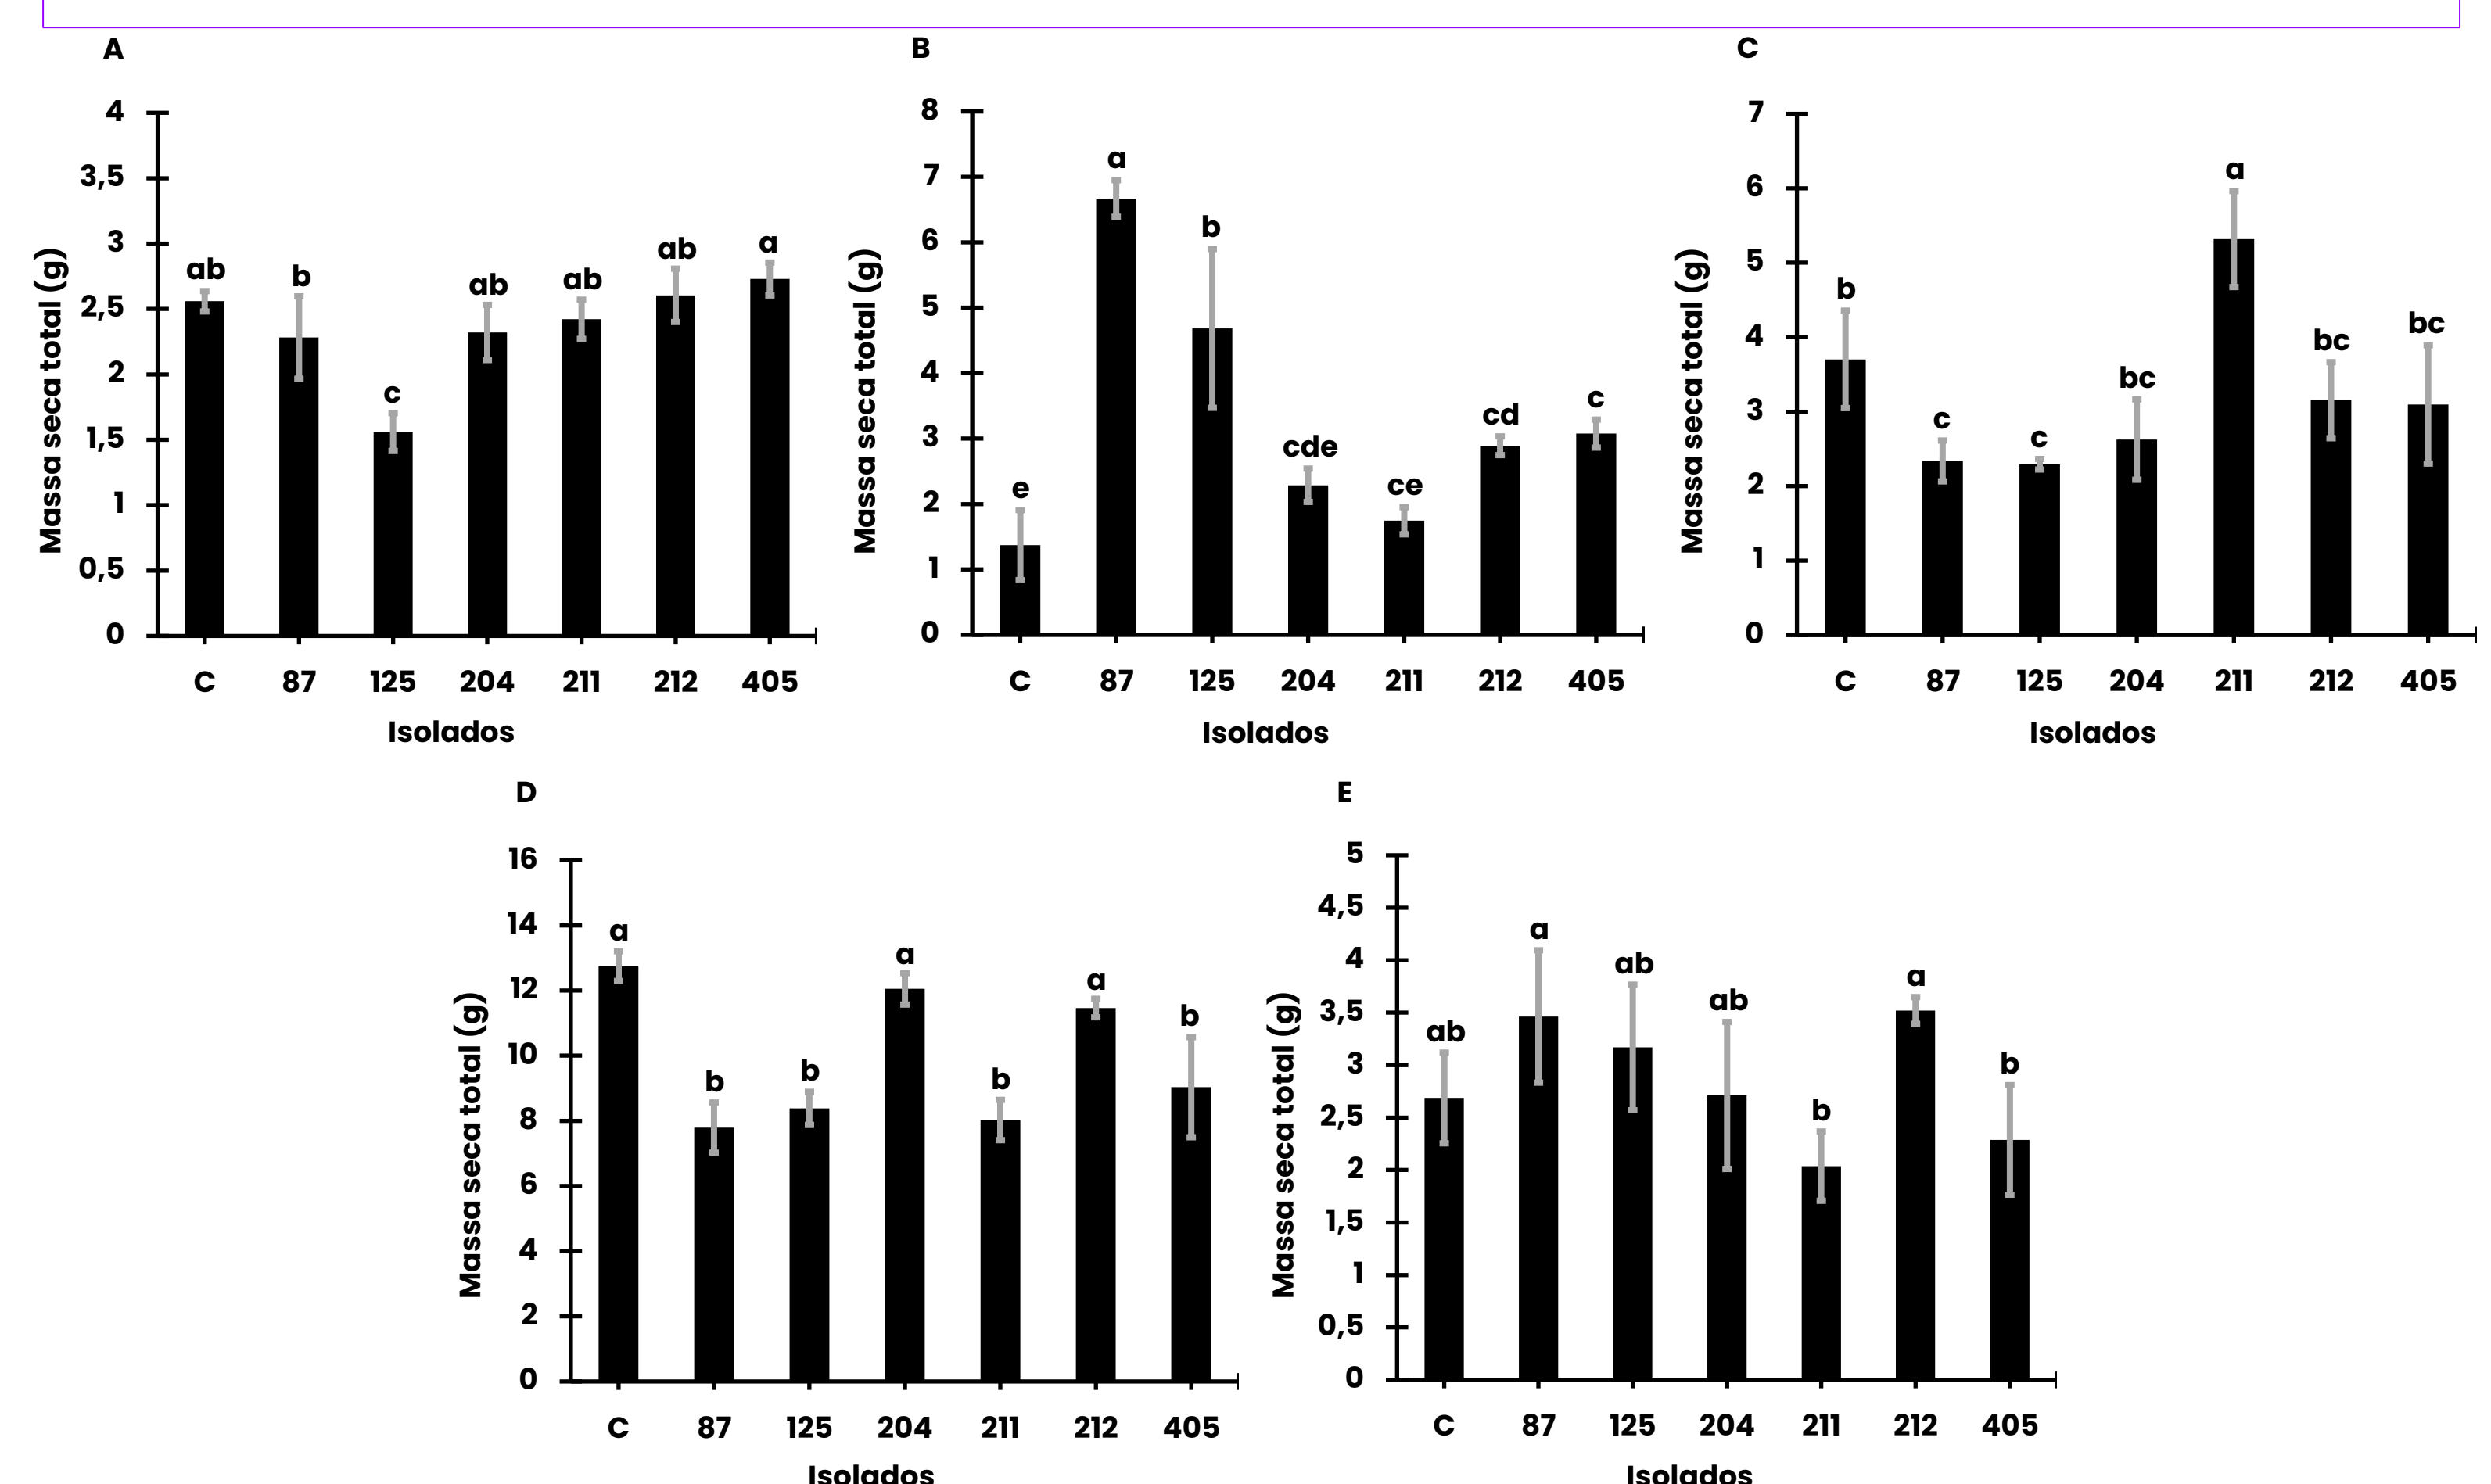 A
Massa seca total (g)
4
3,5
3
2,5
2
1,5
1
0,5
0
ab
b
c
ab
ab
ab
a
C 87 125 204 211 212 405
Isolados
B
Massa seca total (g)
8
7
6
5
4
3
2
1
0
e
a
b
cde
ce
cd
c
C 87 125 204 211 212 405
Isolados
C
Massa seca total (g)
7
6
5
4
3
2
1
0
b
c
c
bc
a
bc
bc
C 87 125 204 211 212 405
Isolados
D
Massa seca total (g)
16
14
12
10
8
6
4
2
0
a
b
b
a
b
a
b
C 87 125 204 211 212 405
Isolados
E
Massa seca total (g)
5
4,5
4
3,5
3
2,5
2
1,5
1
0,5
0
ab
a
ab
ab
b
a
b
C 87 125 204 211 212 405
Isolados